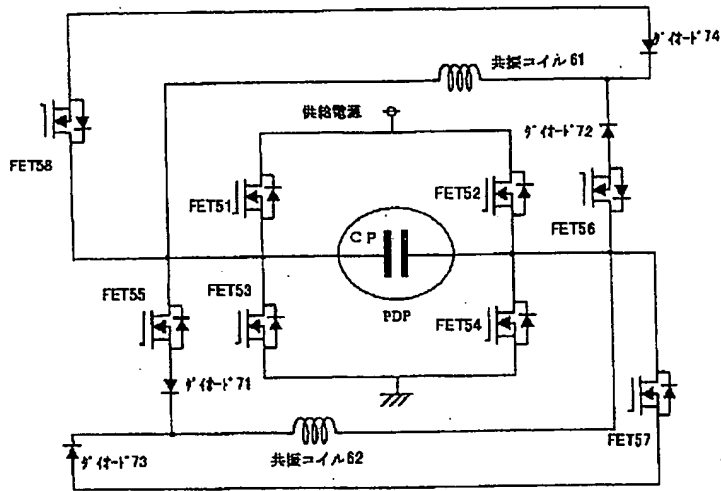 ダイオード74
共振コイル61
供給電源
ダイオード72
FET58
FET51
FET52
FET56
CP
FET55
FET53
PDP
FET54
ダイオード71
FET57
ダイオード73
共振コイル62